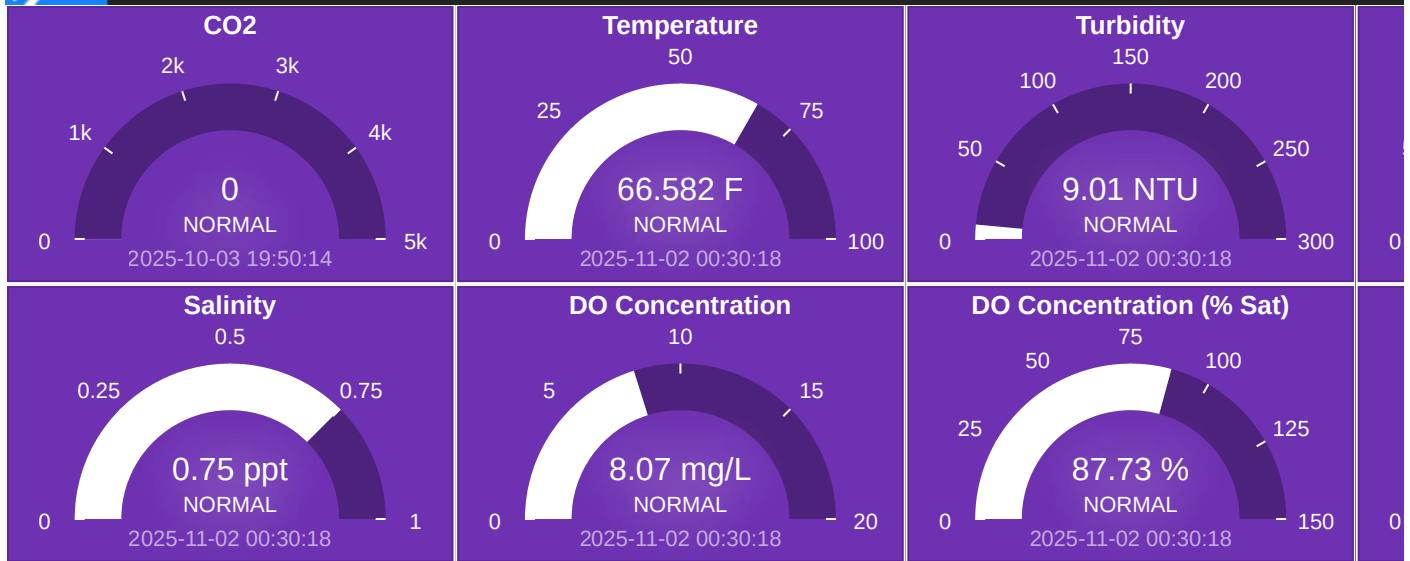 CO2
2k
3k
1k
4k
0
NORMAL
0
5k
2025-10-03 19:50:14
Temperature
50
25
75
66.582 F
NORMAL
0
100
2025-11-02 00:30:18
Turbidity
150
100
200
50
250
9.01 NTU
NORMAL
0
300
2025-11-02 00:30:18
0
Salinity
0.5
0.25
0.75
0.75 ppt
NORMAL
0
1
2025-11-02 00:30:18
DO Concentration
10
5
15
8.07 mg/L
NORMAL
0
20
2025-11-02 00:30:18
DO Concentration (% Sat)
75
50
100
25
125
87.73 %
NORMAL
0
150
2025-11-02 00:30:18
0